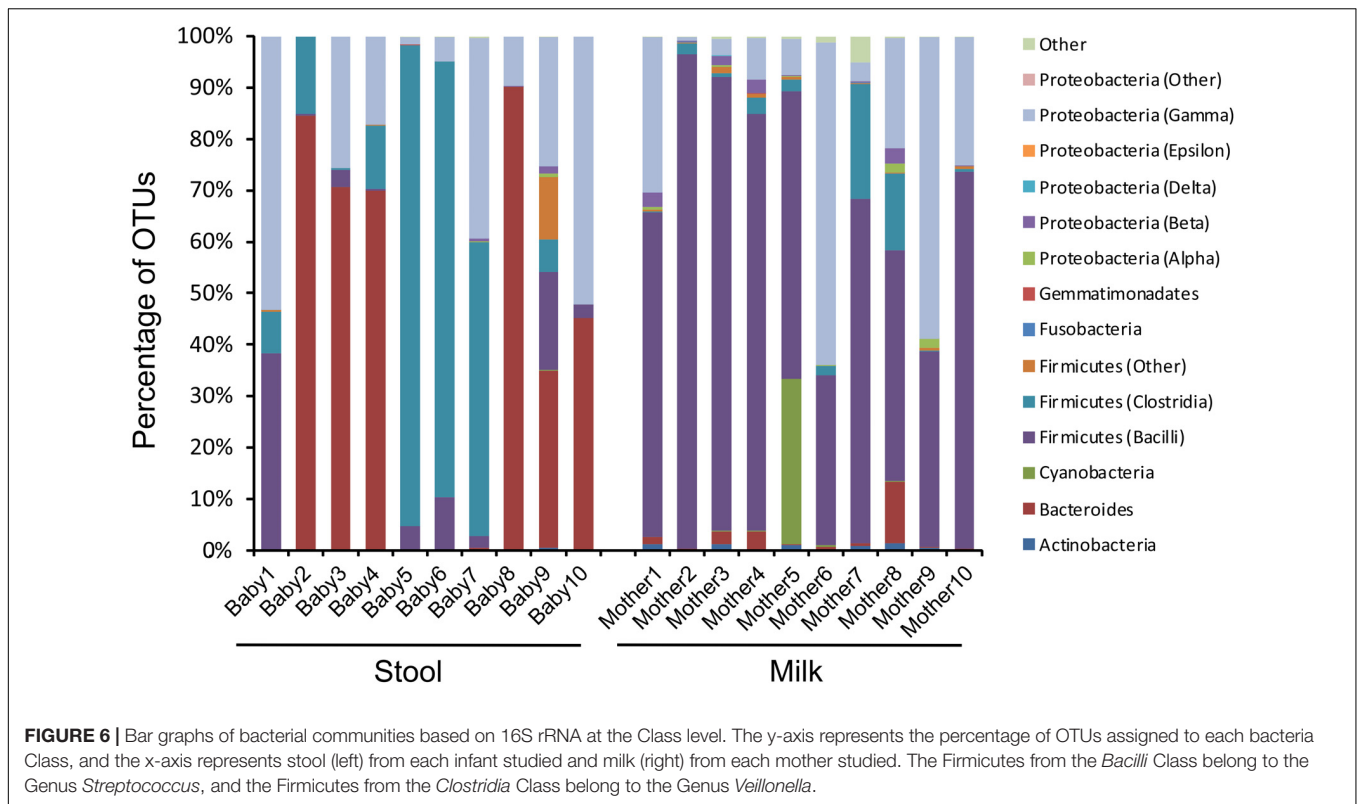 100%
90%
80%
70%
60%
50%
40%
30%
20%
10%
0%
Percentage of OTUs
Baby1
Baby2
Baby3
Baby4
Baby5
Baby6
Baby7
Baby8
Baby9
Baby10
Mother1
Mother2
Mother3
Mother4
Mother5
Mother6
Mother7
Mother8
Mother9
Mother10
Stool
Milk
Other
Proteobacteria (Other)
Proteobacteria (Gamma)
Proteobacteria (Epsilon)
Proteobacteria (Delta)
Proteobacteria (Beta)
Proteobacteria (Alpha)
Gemmatimonadates
Fusobacteria
Firmicutes (Other)
Firmicutes (Clostridia)
Firmicutes (Bacilli)
Cyanobacteria
Bacteroides
Actinobacteria
FIGURE 6 | Bar graphs of bacterial communities based on 16S rRNA at the Class level. The y-axis represents the percentage of OTUs assigned to each bacteria
Class, and the x-axis represents stool (left) from each infant studied and milk (right) from each mother studied. The Firmicutes from the Bacilli Class belong to the
Genus Streptococcus, and the Firmicutes from the Clostridia Class belong to the Genus Veillonella.